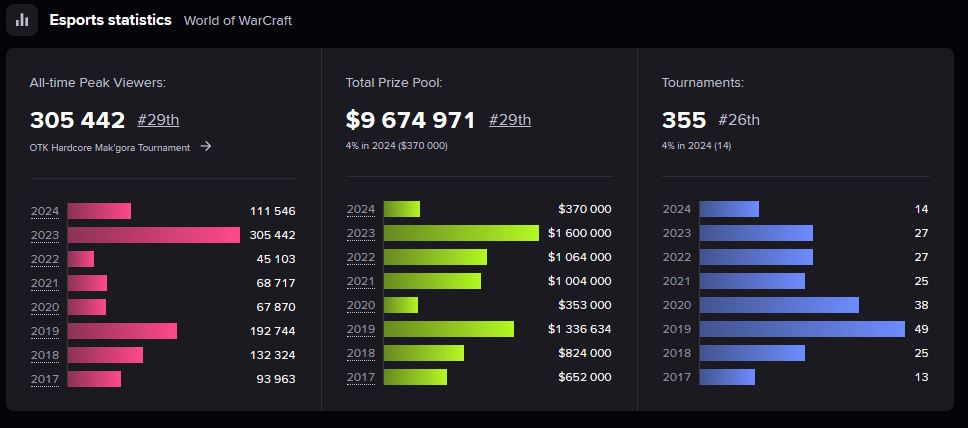 Esports statistics World of WarCraft
All-time Peak Viewers:
305 442 #29th
OTK Hardcore Mak'gora Tournament →
2024 111 546
2023 305 442
2022 45 103
2021 68 717
2020 67 870
2019 192 744
2018 132 324
2017 93 963
Total Prize Pool:
$9 674 971 #29th
4% in 2024 ($370 000)
2024 $370 000
2023 $1 600 000
2022 $1 064 000
2021 $1 004 000
2020 $353 000
2019 $1 336 634
2018 $824 000
2017 $652 000
Tournaments:
355 #26th
4% in 2024 (14)
2024 14
2023 27
2022 27
2021 25
2020 38
2019 49
2018 25
2017 13